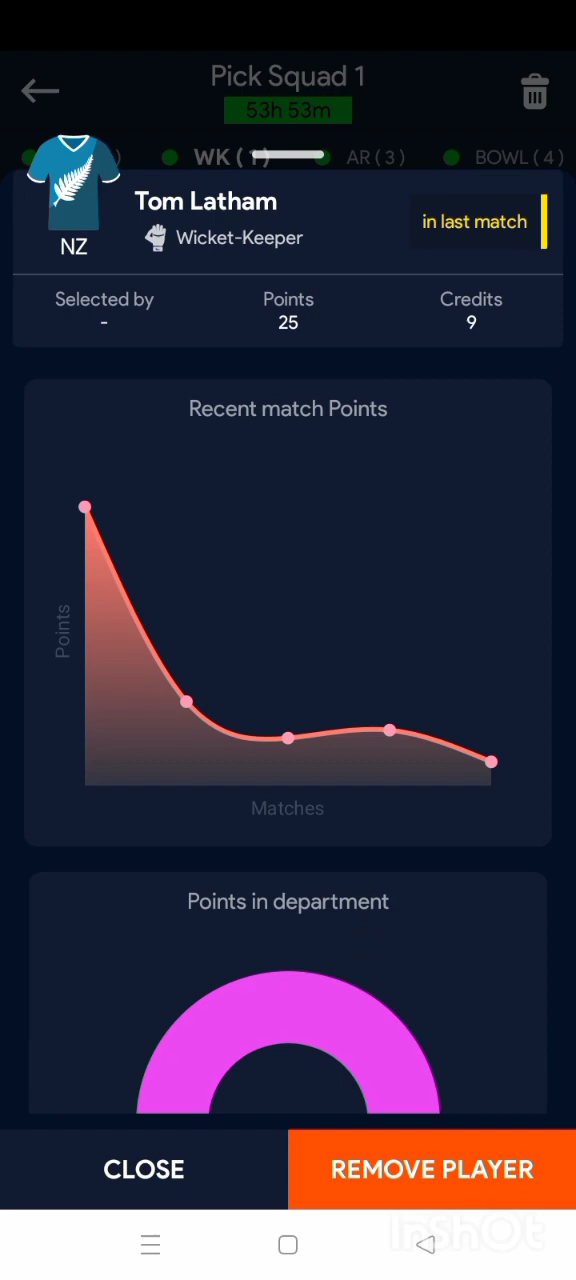 Pick Squad 1
53h 53m
WK (1)
AR ( 3 )
BOWL ( 4 )
Tom Latham
in last match
Wicket-Keeper
NZ
Selected by
Points
Credits
-
25
9
Recent match Points
Points
Matches
Points in department
CLOSE
REMOVE PLAYER
InShOt